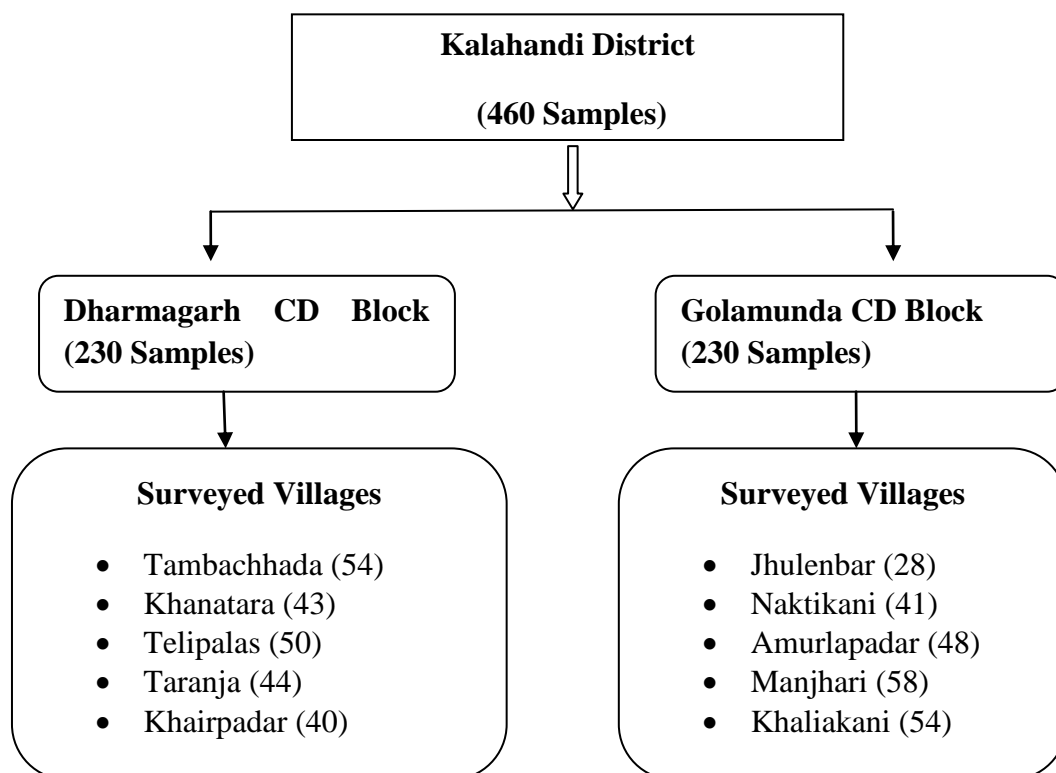 Kalahandi District
(460 Samples)
Dharmagarh CD Block
(230 Samples)
Golamunda CD Block
(230 Samples)
Surveyed Villages
• Tambachhada (54)
• Khanatara (43)
• Telipalas (50)
• Taranja (44)
• Khairpadar (40)
Surveyed Villages
• Jhulenbar (28)
• Naktikani (41)
• Amurlapadar (48)
• Manjhari (58)
• Khaliakani (54)